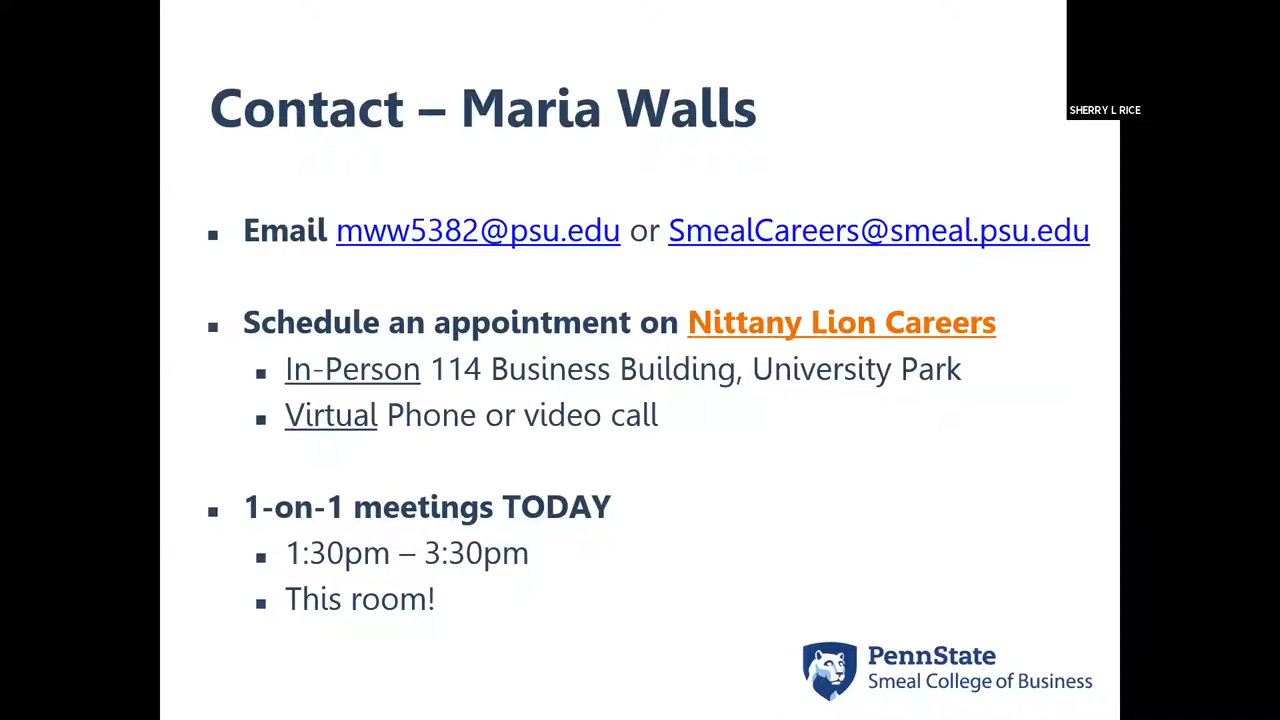 SHERRY L RICE
Contact – Maria Walls
▪ Email mww5382@psu.edu or SmealCareers@smeal.psu.edu
▪ Schedule an appointment on Nittany Lion Careers
▪ In-Person 114 Business Building, University Park
▪ Virtual Phone or video call
▪ 1-on-1 meetings TODAY
▪ 1:30pm – 3:30pm
▪ This room!
PennState
Smeal College of Business